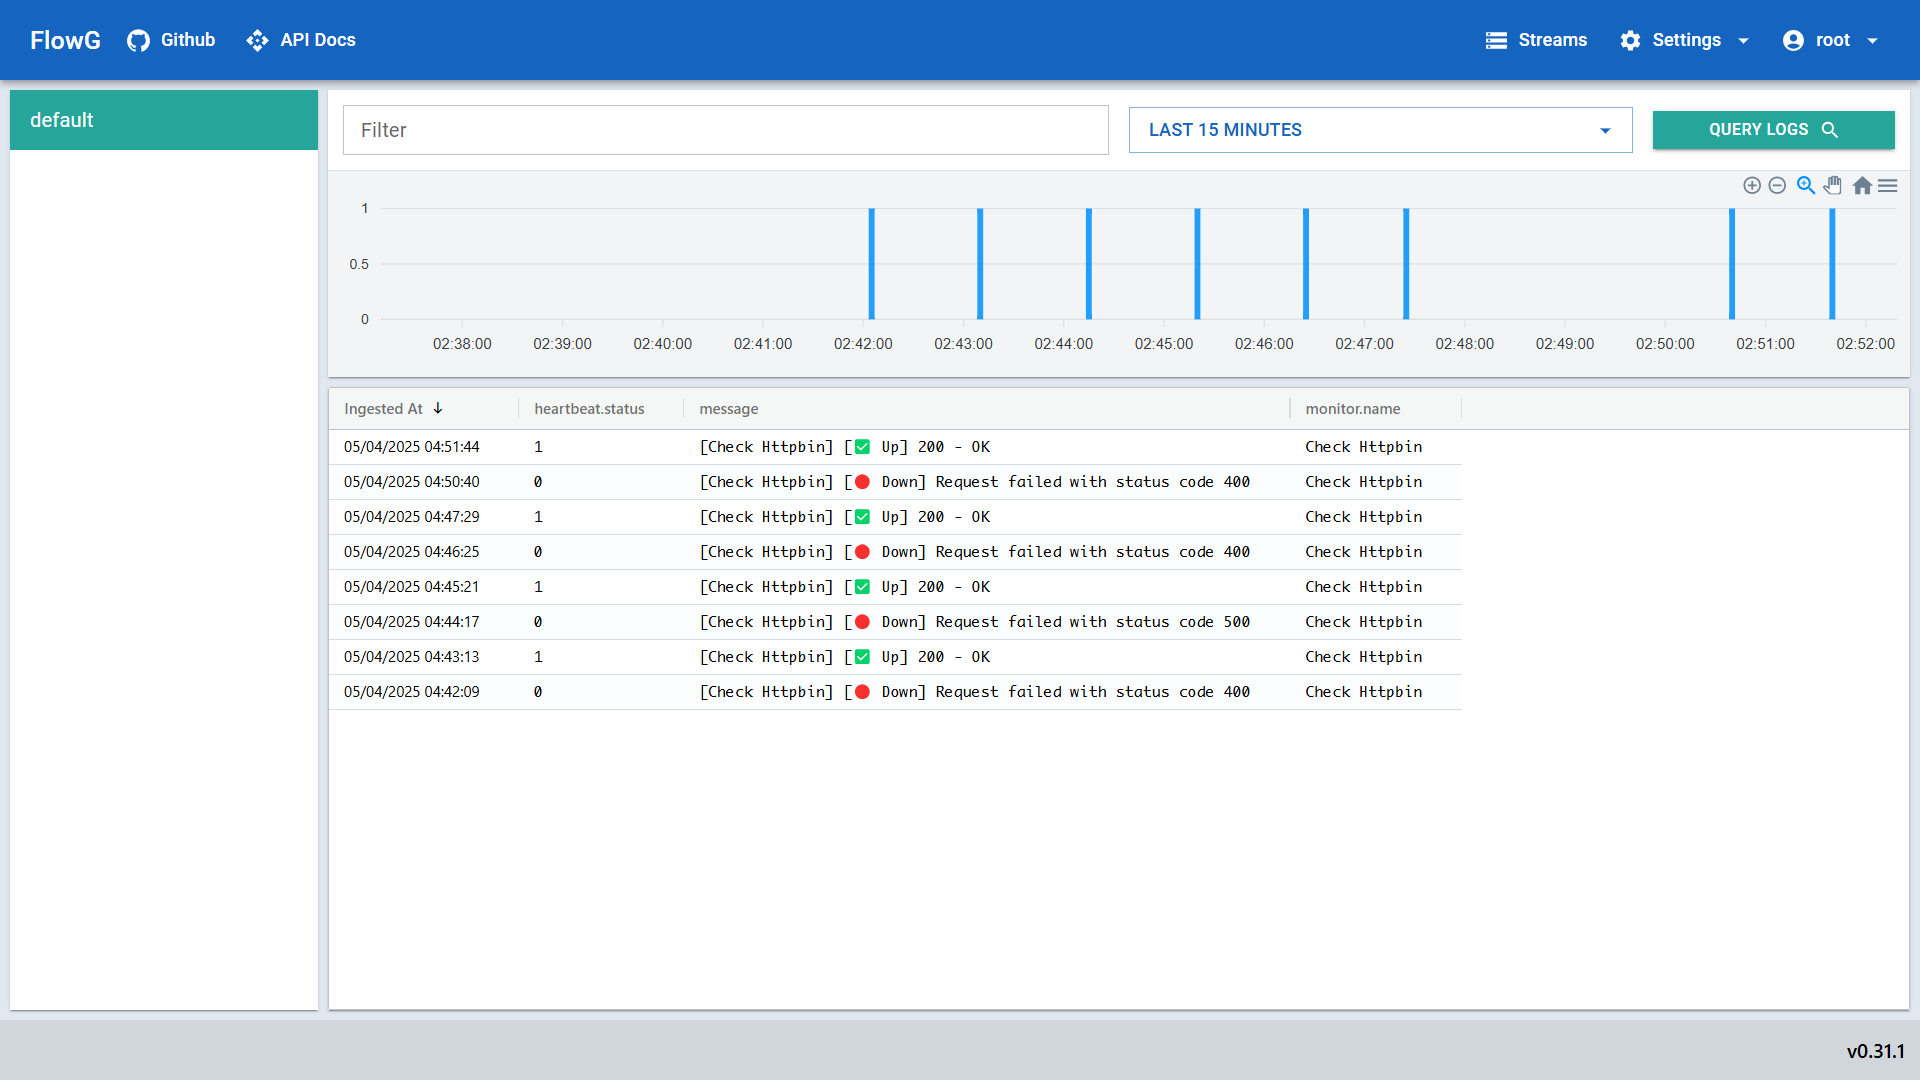 FlowG Github API Docs Streams Settings root
default
Filter LAST 15 MINUTES QUERY LOGS
1
0.5
0
02:38:00 02:39:00 02:40:00 02:41:00 02:42:00 02:43:00 02:44:00 02:45:00 02:46:00 02:47:00 02:48:00 02:49:00 02:50:00 02:51:00 02:52:00
Ingested At heartbeat.status message monitor.name
05/04/2025 04:51:44 1 [Check Httpbin] [✅ Up] 200 - OK Check Httpbin
05/04/2025 04:50:40 0 [Check Httpbin] [🔴 Down] Request failed with status code 400 Check Httpbin
05/04/2025 04:47:29 1 [Check Httpbin] [✅ Up] 200 - OK Check Httpbin
05/04/2025 04:46:25 0 [Check Httpbin] [🔴 Down] Request failed with status code 400 Check Httpbin
05/04/2025 04:45:21 1 [Check Httpbin] [✅ Up] 200 - OK Check Httpbin
05/04/2025 04:44:17 0 [Check Httpbin] [🔴 Down] Request failed with status code 500 Check Httpbin
05/04/2025 04:43:13 1 [Check Httpbin] [✅ Up] 200 - OK Check Httpbin
05/04/2025 04:42:09 0 [Check Httpbin] [🔴 Down] Request failed with status code 400 Check Httpbin
v0.31.1